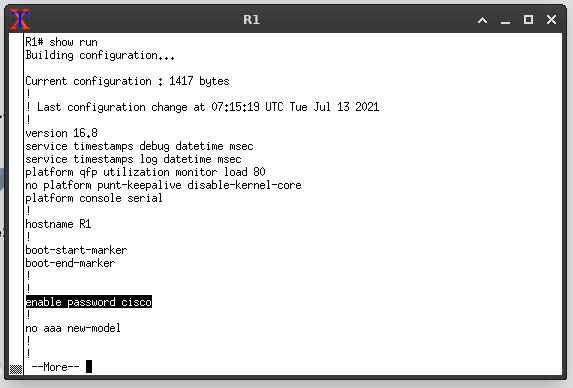 R1
R1# show run
Building configuration...
Current configuration : 1417 bytes
!
! Last configuration change at 07:15:19 UTC Tue Jul 13 2021
!
version 16.8
service timestamps debug datetime msec
service timestamps log datetime msec
platform qfp utilization monitor load 80
no platform punt-keepalive disable-kernel-core
platform console serial
!
hostname R1
!
boot-start-marker
boot-end-marker
!
!
enable password cisco
!
no aaa new-model
!
!
--More--